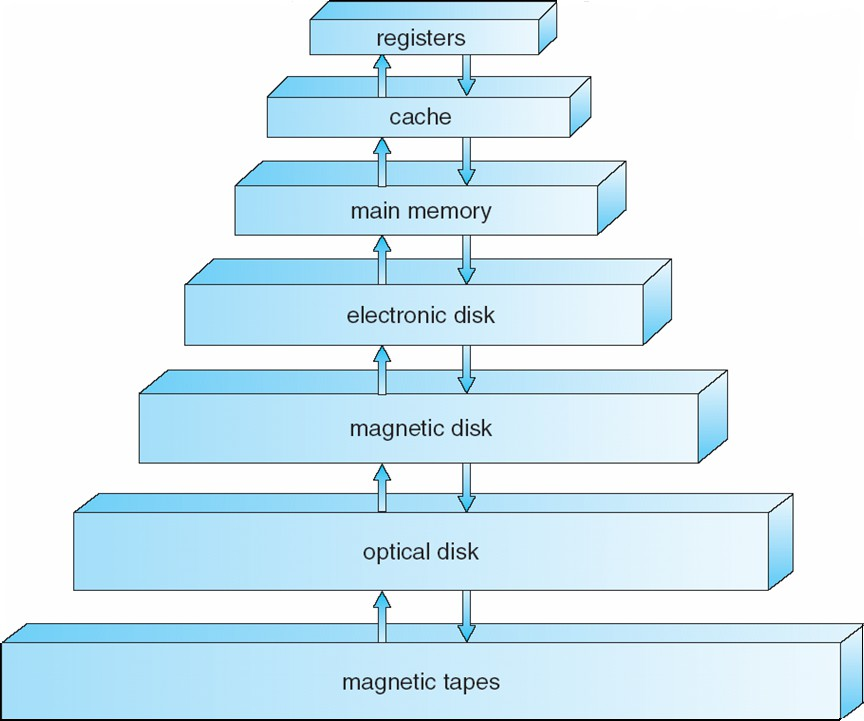 registers
cache
main memory
electronic disk
magnetic disk
optical disk
magnetic tapes